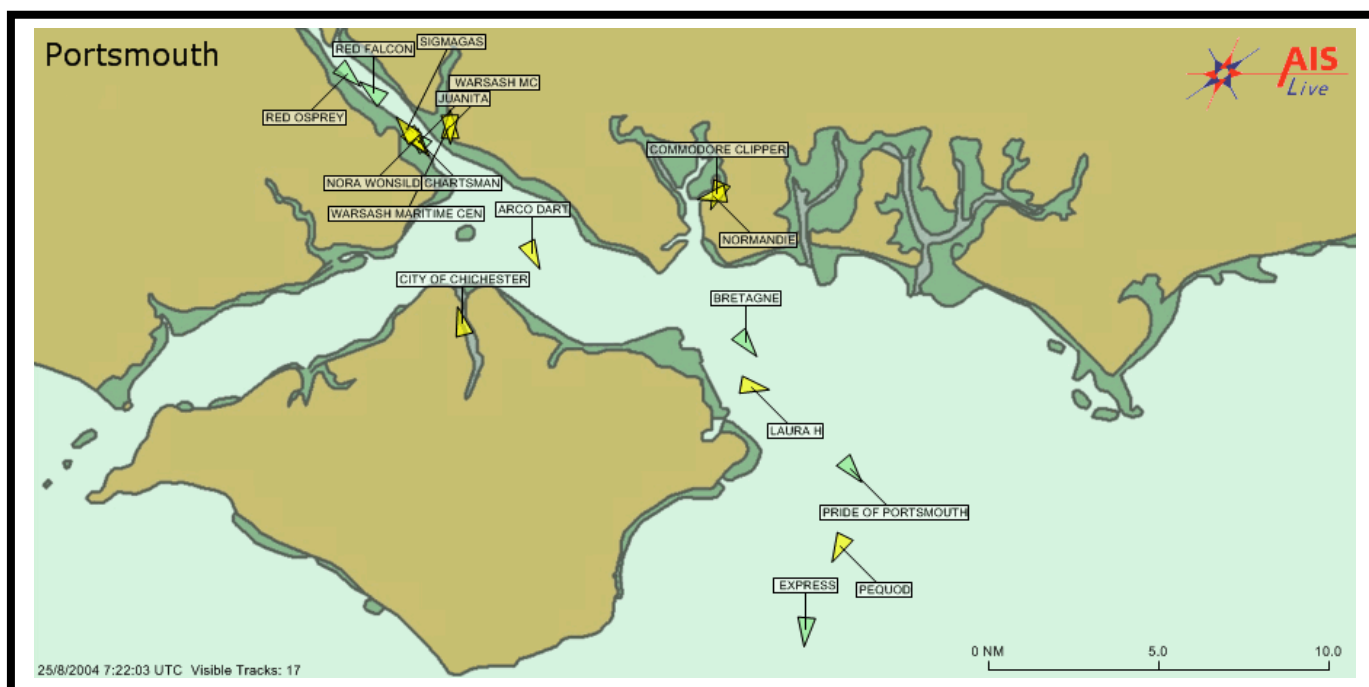 Portsmouth
AIS
Live
RED FALCON
SIGMAGAS
WARSASH MC
JUANITA
RED OSPREY
COMMODORE CLIPPER
NORA WONSILD
CHARTSMAN
WARSASH MARITIME CEN
ARCO DART
NORMANDIE
CITY OF CHICHESTER
BRETAGNE
LAURA H
PRIDE OF PORTSMOUTH
EXPRESS
PEQUOD
0 NM 5.0 10.0
25/8/2004 7:22:03 UTC Visible Tracks: 17